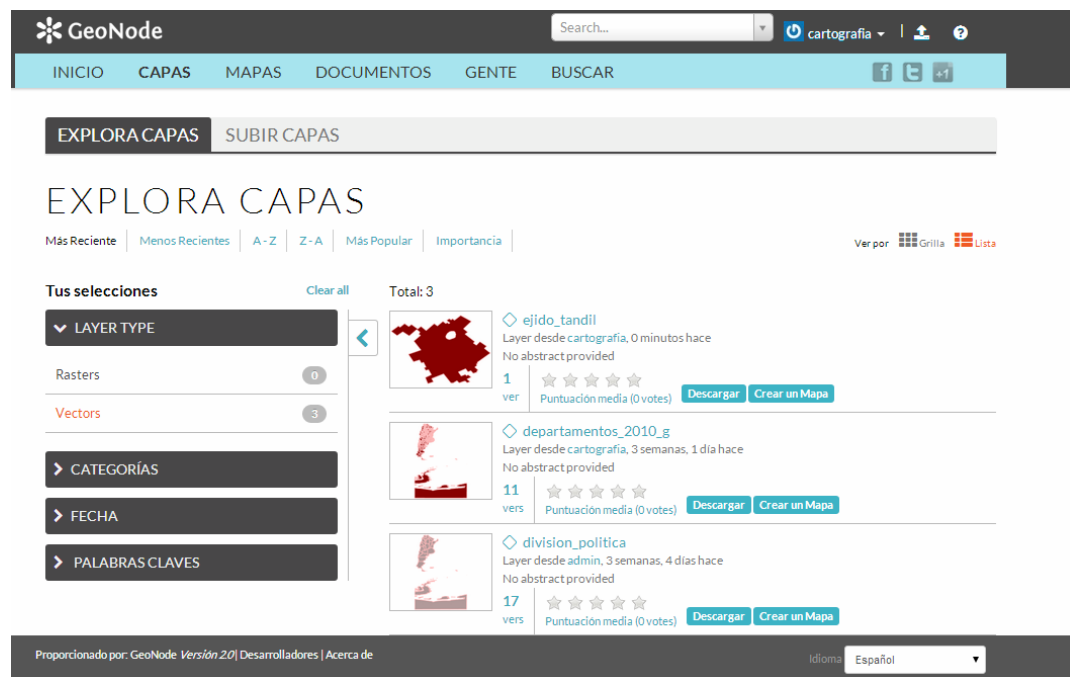 GeoNode
Search...
cartografia
INICIO CAPAS MAPAS DOCUMENTOS GENTE BUSCAR
f t +1
EXPLORA CAPAS SUBIR CAPAS
EXPLORA CAPAS
Más Reciente Menos Recientes A - Z Z - A Más Popular Importancia
Ver por Grilla Lista
Tus selecciones Clear all
LAYER TYPE
Rasters 0
Vectors 3
CATEGORÍAS
FECHA
PALABRAS CLAVES
Total: 3
ejido_tandil
Layer desde cartografia, 0 minutos hace
No abstract provided
1 ver
Puntuación media (0 votes) Descargar Crear un Mapa
departamentos_2010_g
Layer desde cartografia, 3 semanas, 1 día hace
No abstract provided
11 vers
Puntuación media (0 votes) Descargar Crear un Mapa
division_politica
Layer desde admin, 3 semanas, 4 días hace
No abstract provided
17 vers
Puntuación media (0 votes) Descargar Crear un Mapa
Proporcionado por: GeoNode Versión 2.0| Desarrolladores | Acerca de
Idioma Español